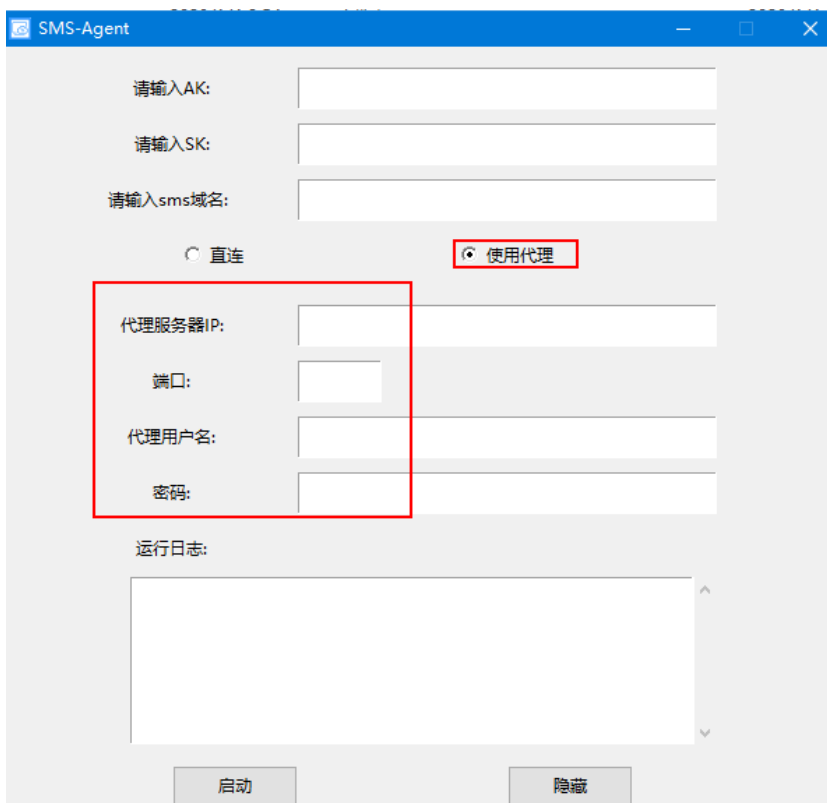 SMS-Agent
请输入AK:
请输入SK:
请输入sms域名:
直连 使用代理
代理服务器IP:
端口:
代理用户名:
密码:
运行日志:
启动 隐藏